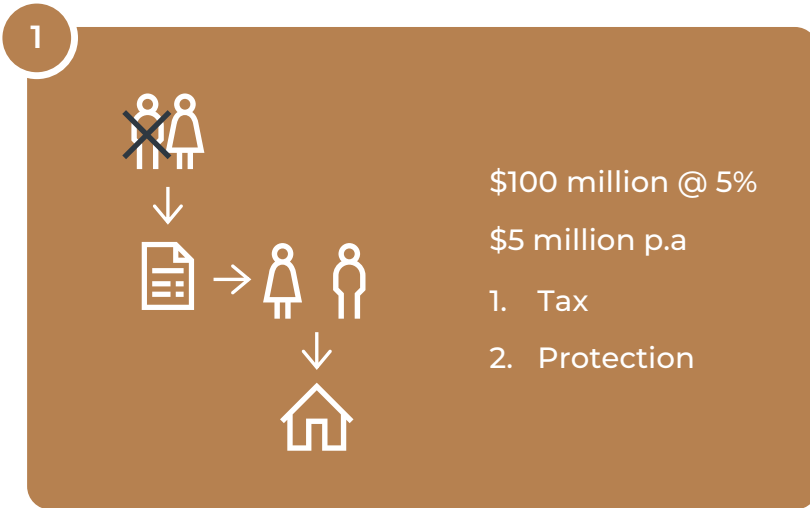 1
$100 million @ 5%
$5 million p.a
1. Tax
2. Protection